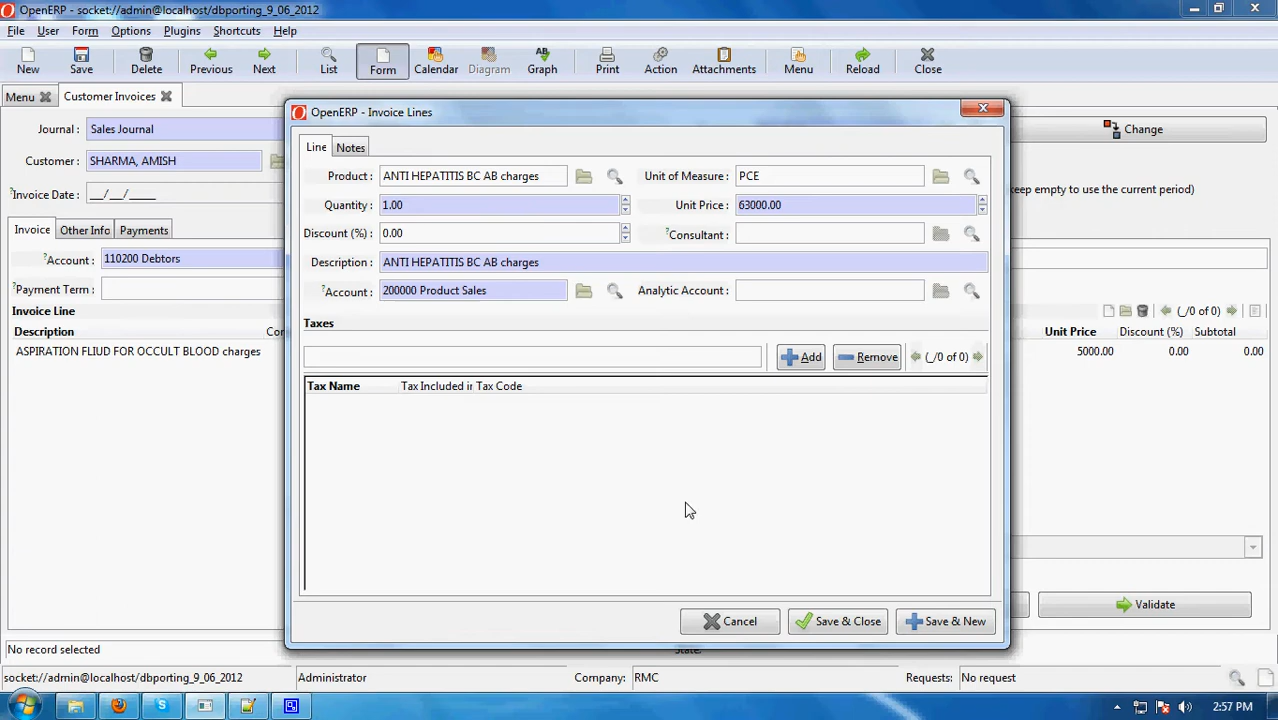 OpenERP - socket://admin@localhost/dbporting_9_06_2012
File User Form Options Plugins Shortcuts Help
New Save Delete Previous Next List Form Calendar Diagram Graph Print Action Attachments Menu Reload Close
Menu Customer Invoices
Journal : Sales Journal
Change
Customer : SHARMA, AMISH
?Invoice Date : __/__/____
keep empty to use the current period)
Invoice Other Info Payments
?Account : 110200 Debtors
?Payment Term :
Invoice Line
(_/0 of 0)
Description
Unit Price Discount (%) Subtotal
ASPIRATION FLIUD FOR OCCULT BLOOD charges
5000.00 0.00 0.00
Validate
No record selected
State:
OpenERP - Invoice Lines
Line Notes
Product : ANTI HEPATITIS BC AB charges
Unit of Measure : PCE
Quantity : 1.00
Unit Price : 63000.00
Discount (%) : 0.00
?Consultant :
Description : ANTI HEPATITIS BC AB charges
?Account : 200000 Product Sales
Analytic Account :
Taxes
Add Remove (_/0 of 0)
Tax Name Tax Included in Tax Code
Cancel Save & Close Save & New
socket://admin@localhost/dbporting_9_06_2012 Administrator Company: RMC Requests: No request
2:57 PM